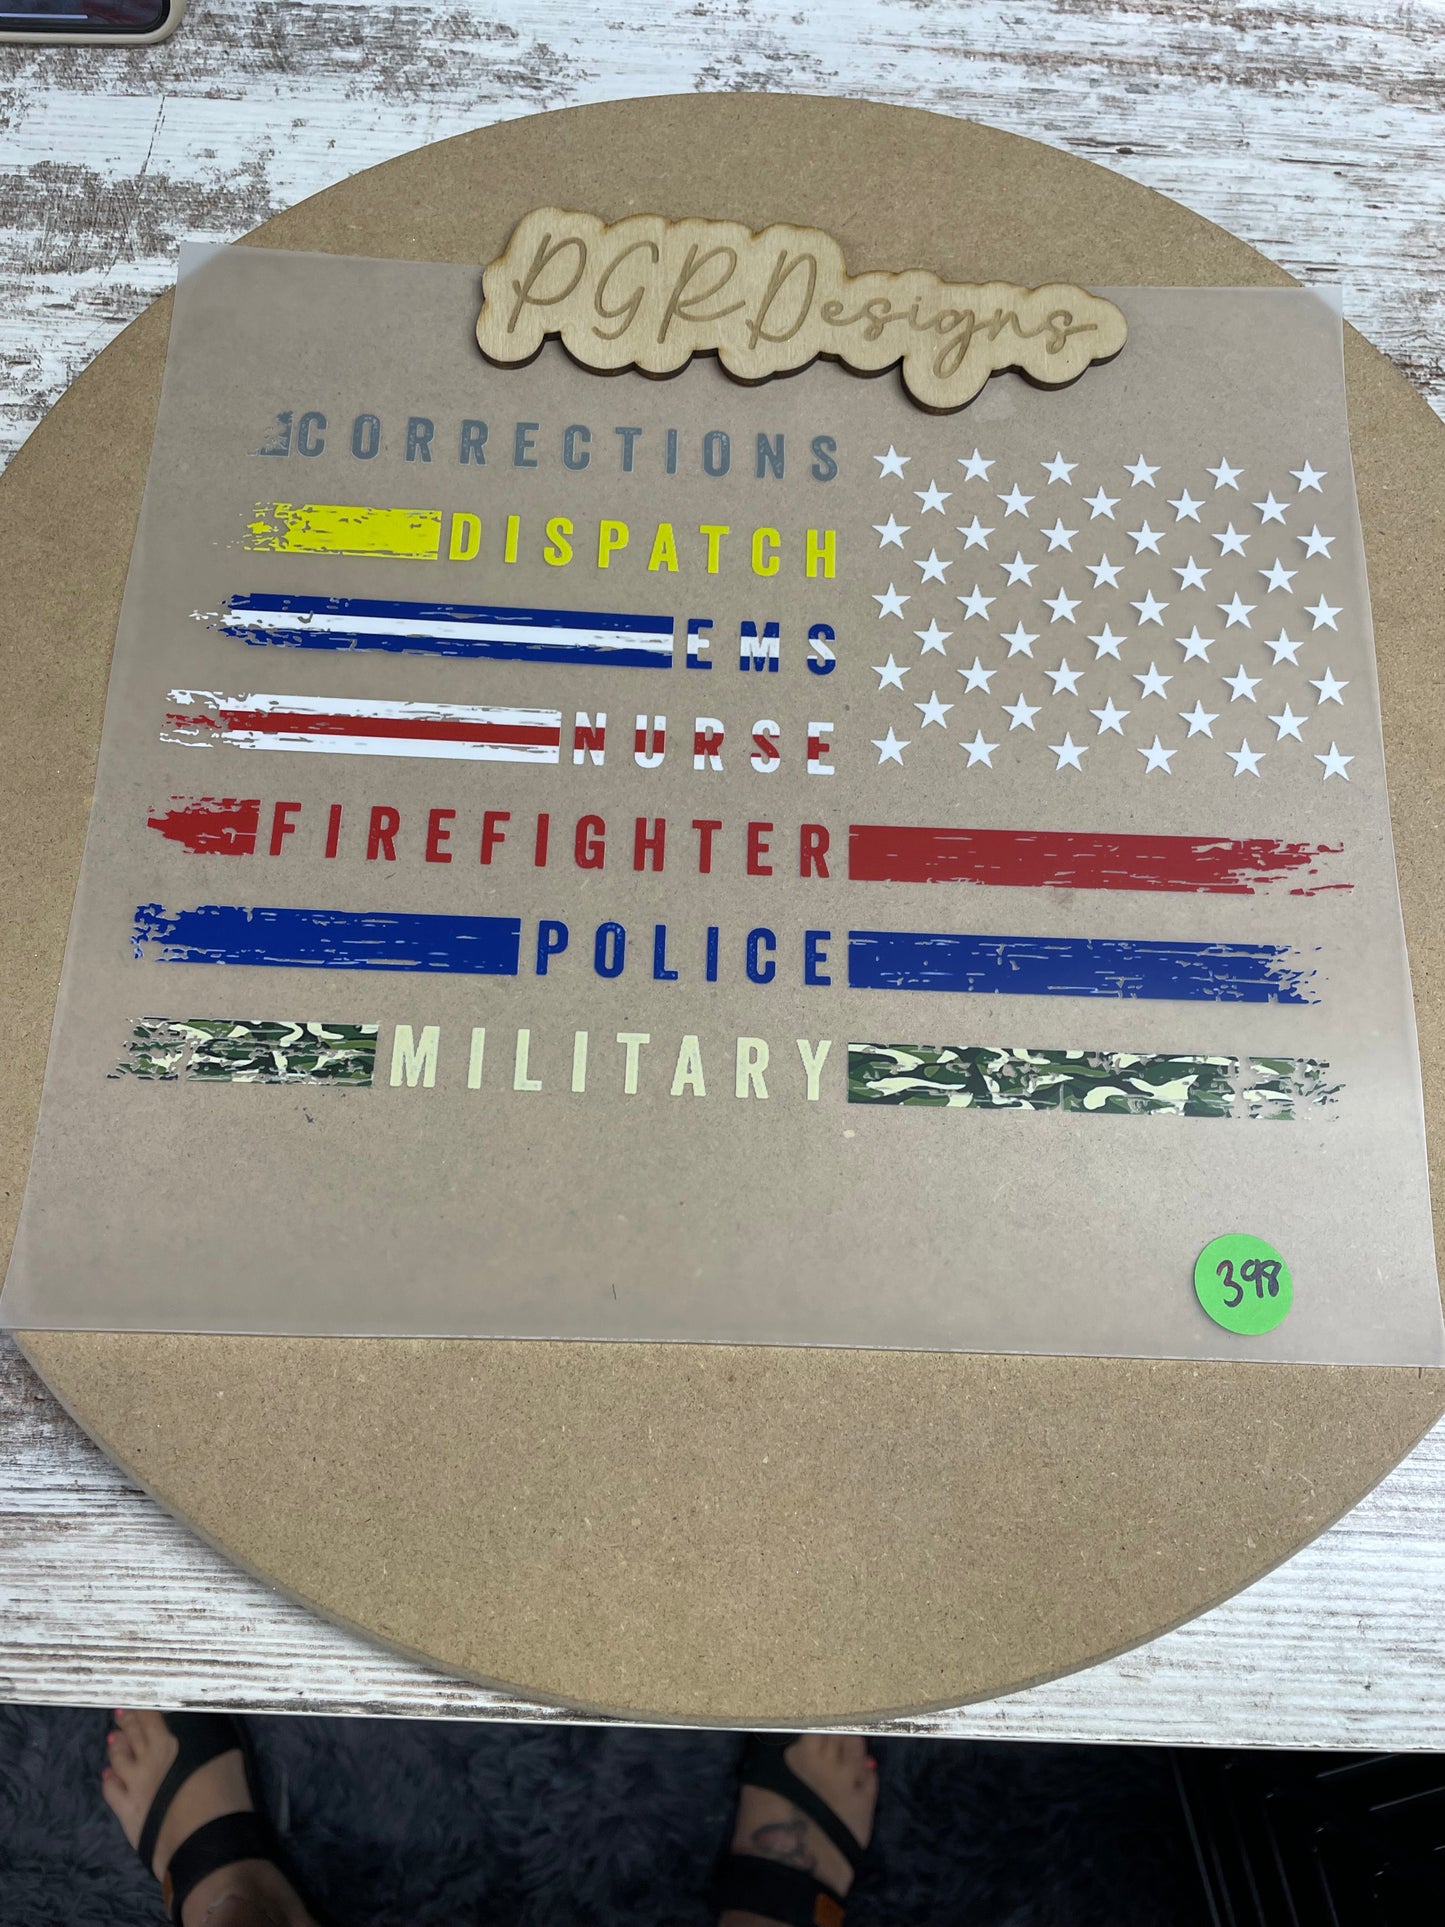 PGRDesigns
CORRECTIONS
DISPATCH
EMS
NURSE
FIREFIGHTER
POLICE
MILITARY
398